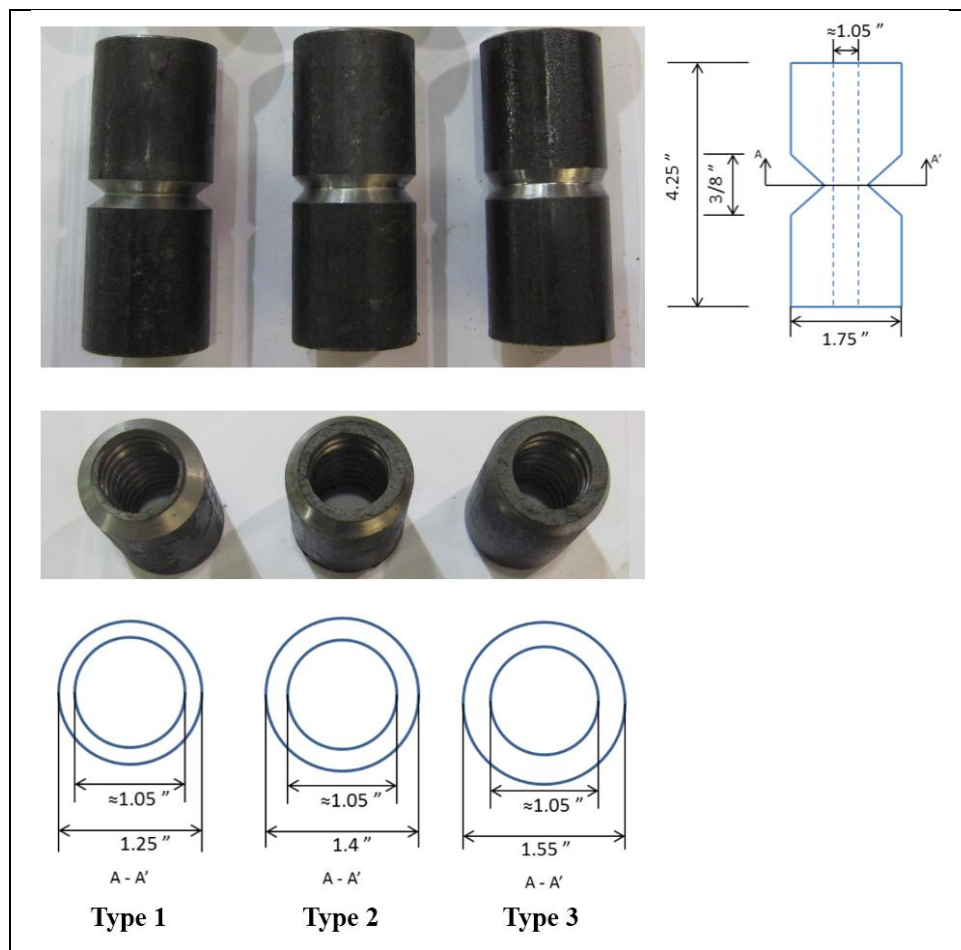 ≈1.05 ″
A
A'
4.25 ″
3/8 ″
1.75 ″
≈1.05 ″
≈1.05 ″
≈1.05 ″
1.25 ″
1.4 ″
1.55 ″
A - A'
A - A'
A - A'
Type 1
Type 2
Type 3